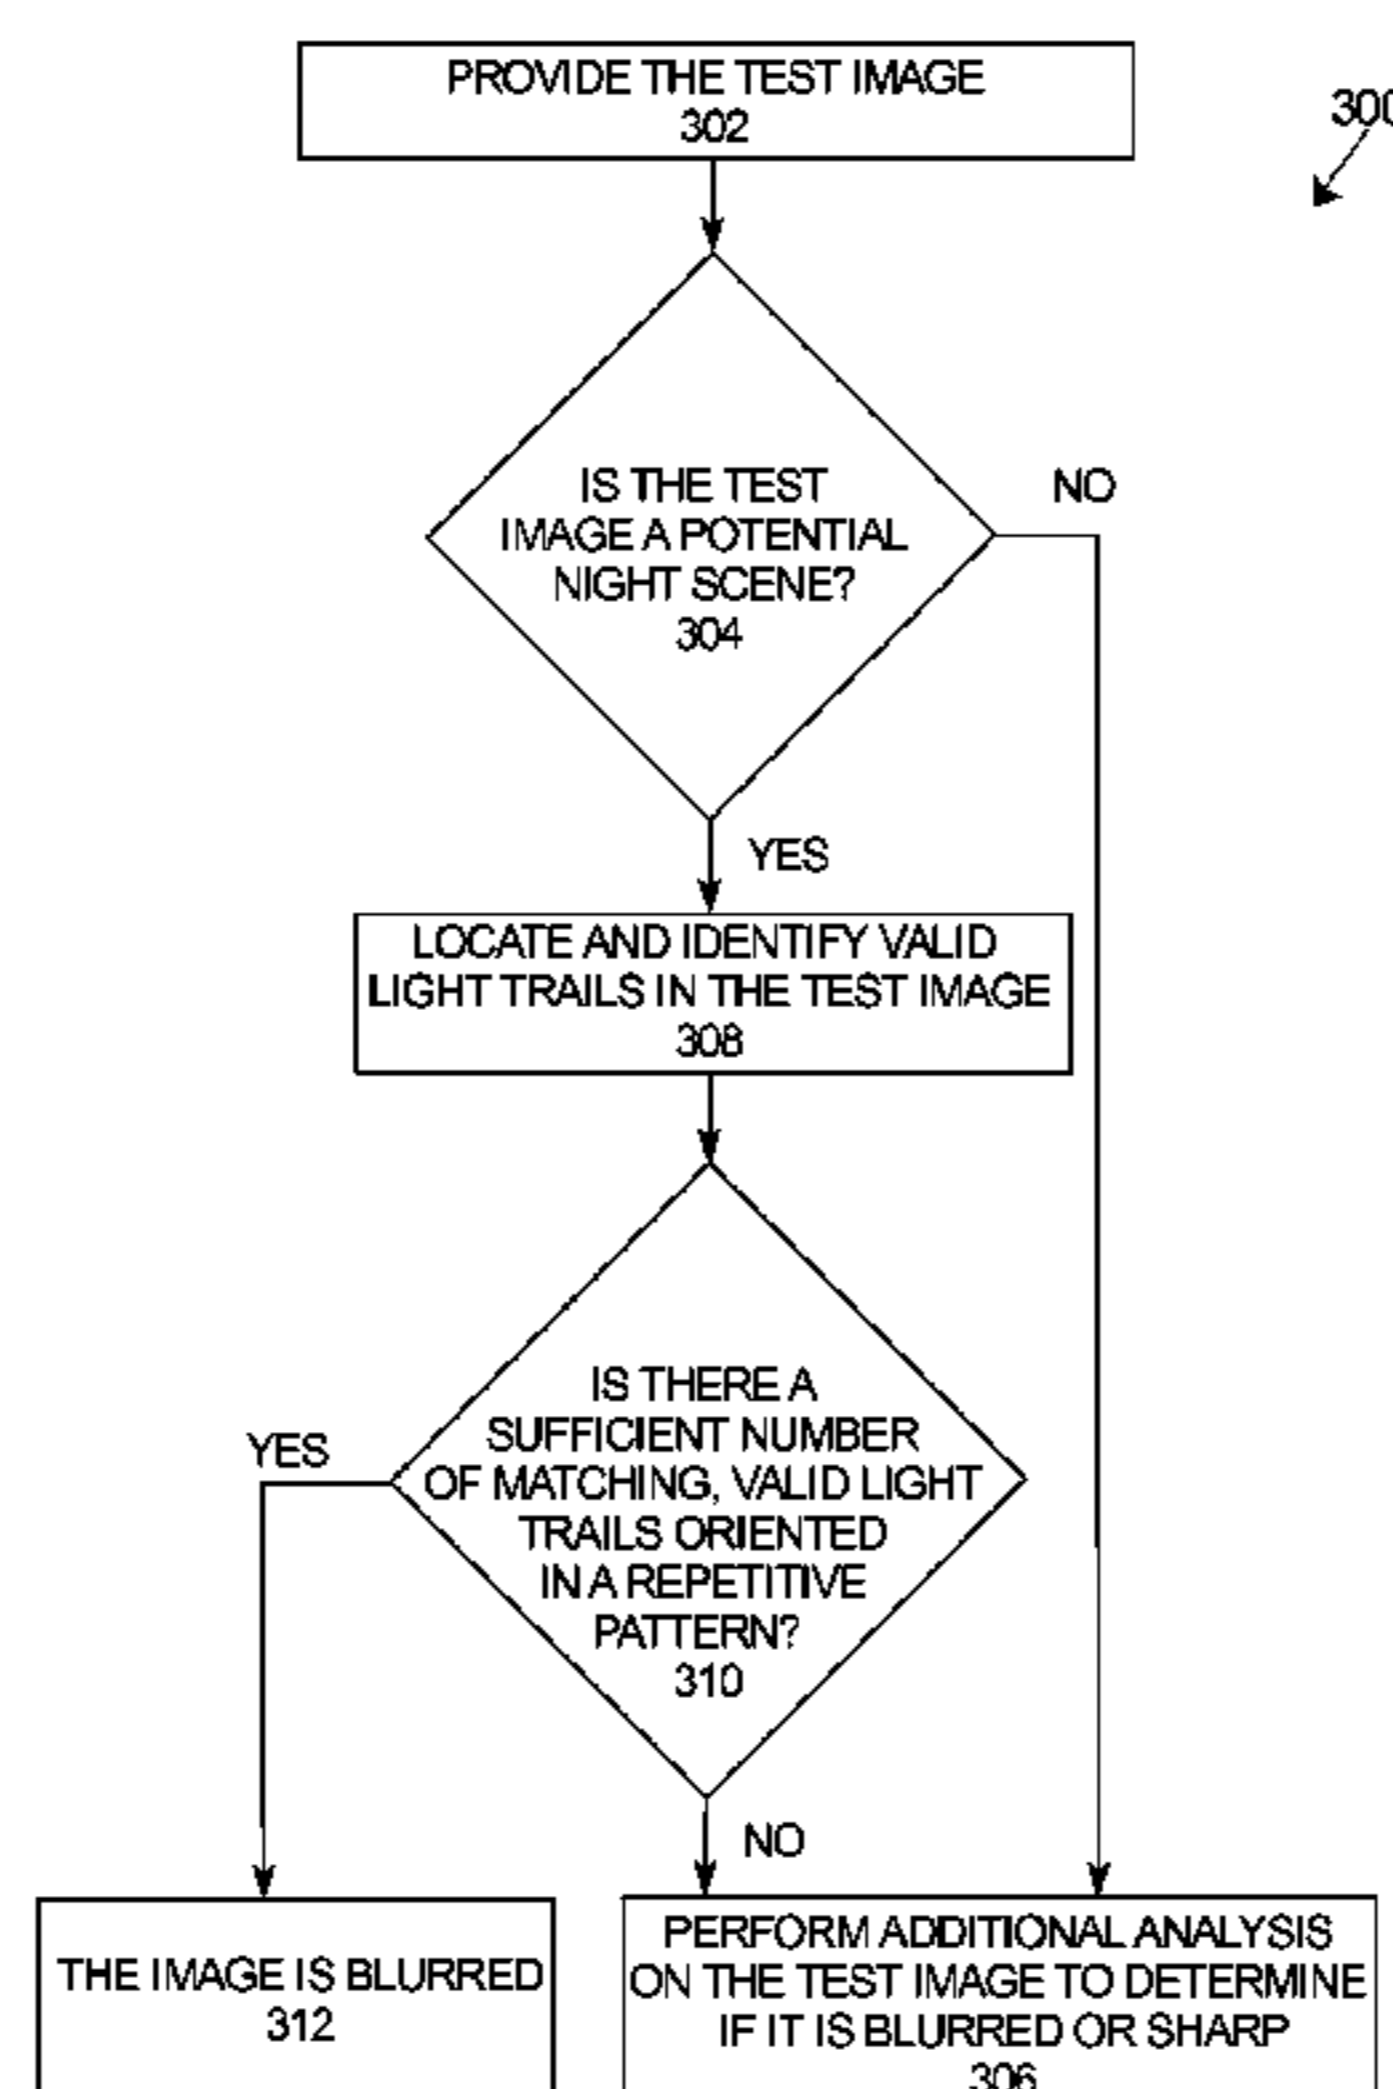 PROVIDE THE TEST IMAGE
302
300
IS THE TEST
IMAGE A POTENTIAL
NIGHT SCENE?
304
NO
YES
LOCATE AND IDENTIFY VALID
LIGHT TRAILS IN THE TEST IMAGE
308
IS THERE A
SUFFICIENT NUMBER
OF MATCHING, VALID LIGHT
TRAILS ORIENTED
IN A REPETITIVE
PATTERN?
310
YES
NO
THE IMAGE IS BLURRED
312
PERFORM ADDITIONAL ANALYSIS
ON THE TEST IMAGE TO DETERMINE
IF IT IS BLURRED OR SHARP
306